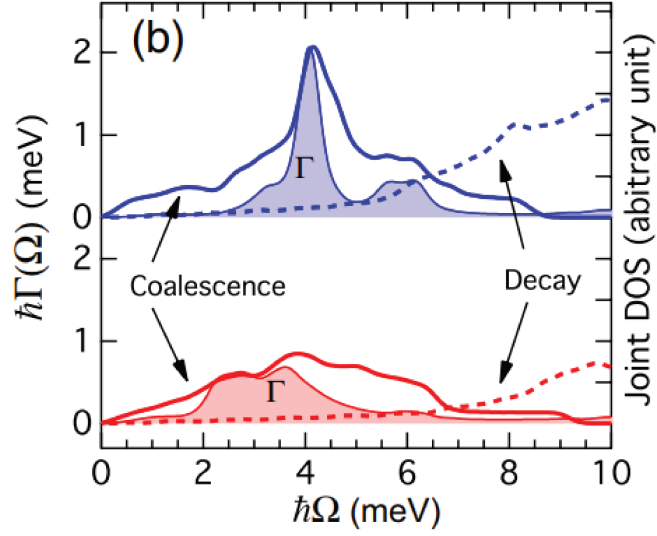 (b)
2
1
0
Γ
2
1
0
Γ
Coalescence
Decay
ħΓ(Ω) (meV)
Joint DOS (abitrary unit)
0 2 4 6 8 10
ħΩ (meV)